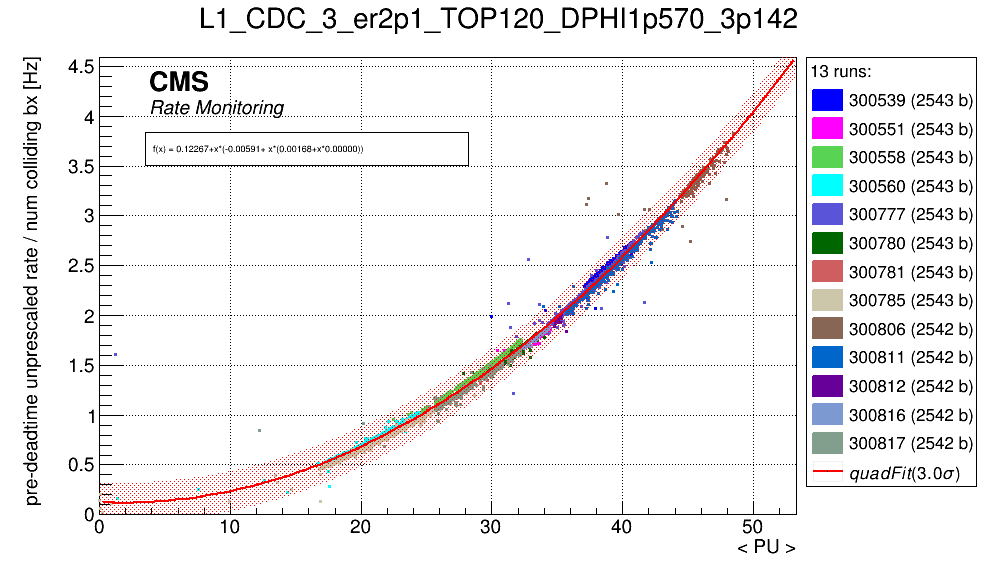 L1_CDC_3_er2p1_TOP120_DPHI1p570_3p142
pre-deadtime unprescaled rate / num colliding bx [Hz]
4.5
4
3.5
3
2.5
2
1.5
1
0.5
0
CMS
Rate Monitoring
f(x) = 0.12267+x*(-0.00591+ x*(0.00168+x*0.00000))
0 10 20 30 40 50
< PU >
13 runs:
300539 (2543 b)
300551 (2543 b)
300558 (2543 b)
300560 (2543 b)
300777 (2543 b)
300780 (2543 b)
300781 (2543 b)
300785 (2543 b)
300806 (2542 b)
300811 (2542 b)
300812 (2542 b)
300816 (2542 b)
300817 (2542 b)
quadFit(3.0σ)